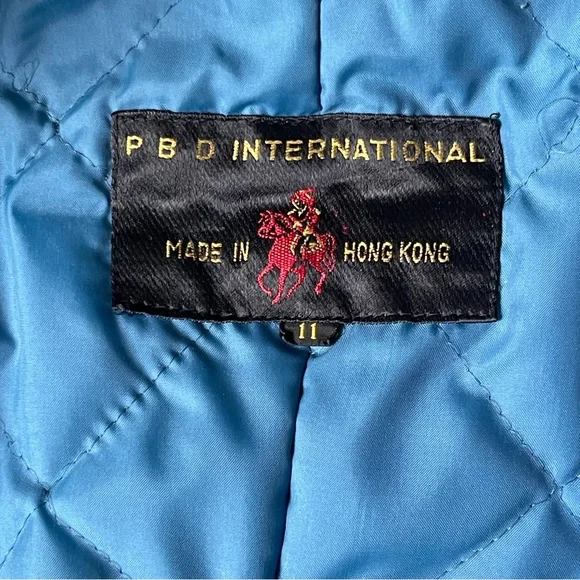 P B D INTERNATIONAL
MADE IN HONG KONG
11